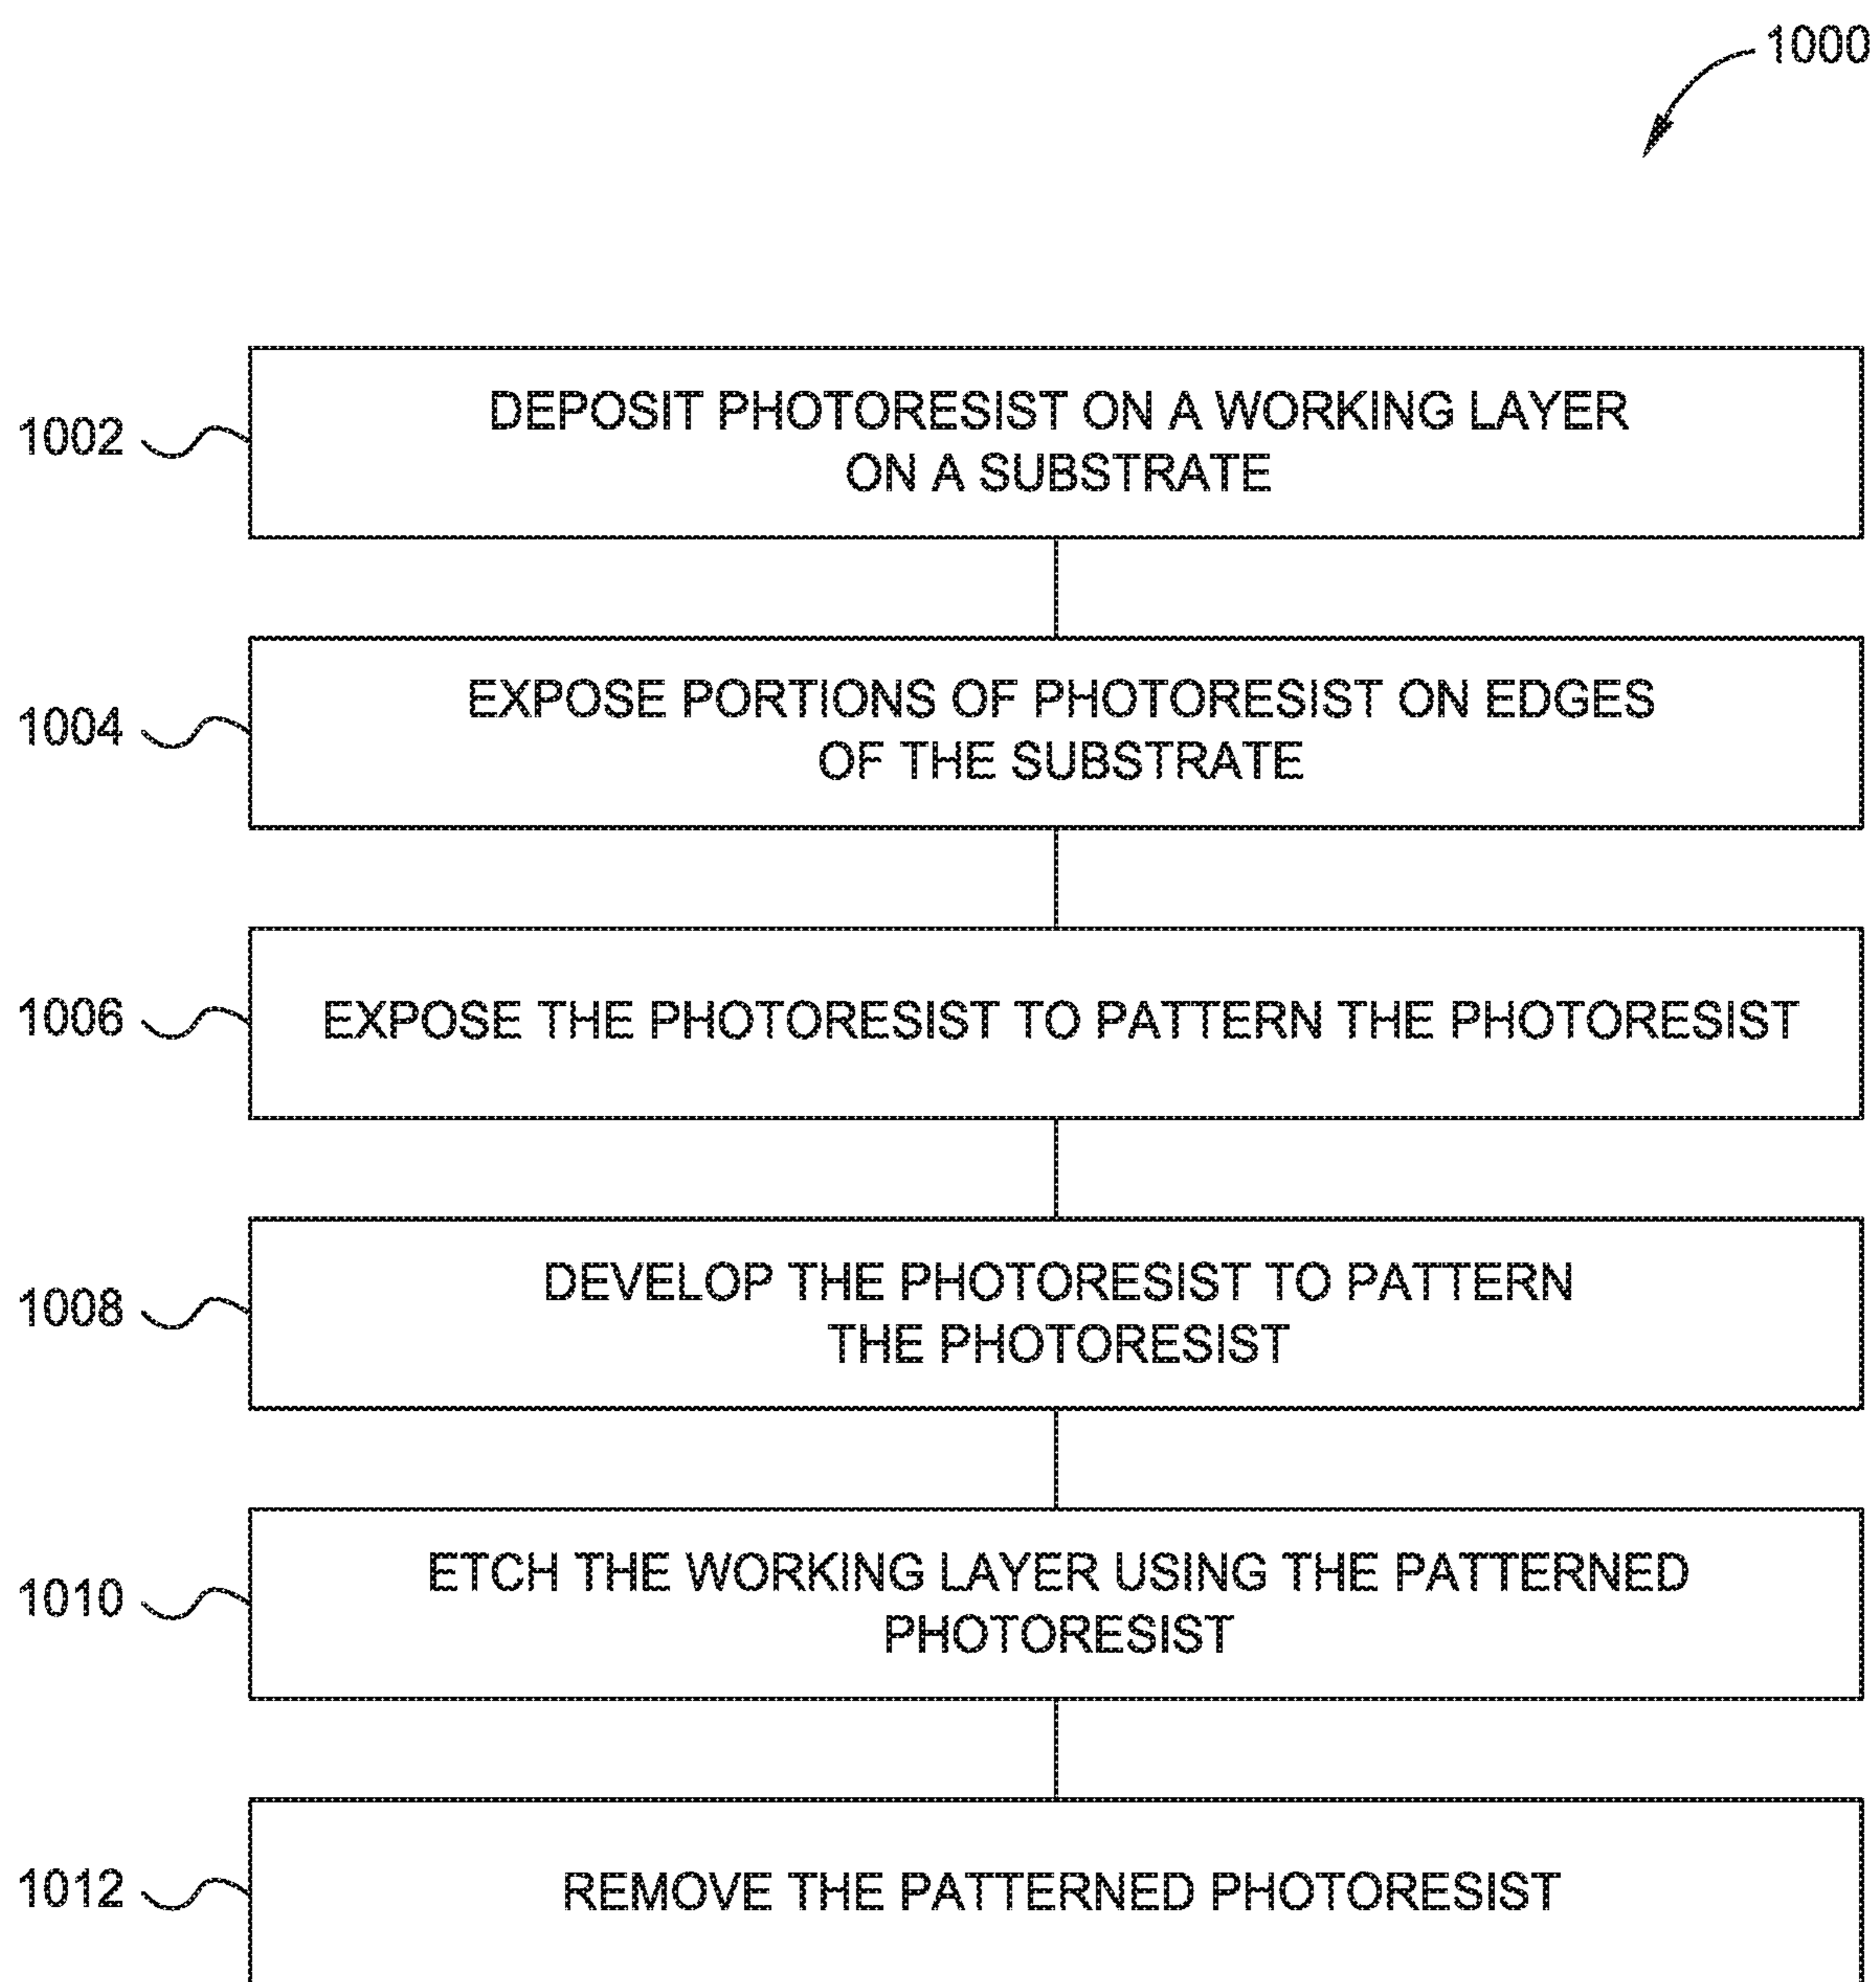 1000
1002
DEPOSIT PHOTORESIST ON A WORKING LAYER
ON A SUBSTRATE
1004
EXPOSE PORTIONS OF PHOTORESIST ON EDGES
OF THE SUBSTRATE
1006
EXPOSE THE PHOTORESIST TO PATTERN THE PHOTORESIST
1008
DEVELOP THE PHOTORESIST TO PATTERN
THE PHOTORESIST
1010
ETCH THE WORKING LAYER USING THE PATTERNED
PHOTORESIST
1012
REMOVE THE PATTERNED PHOTORESIST